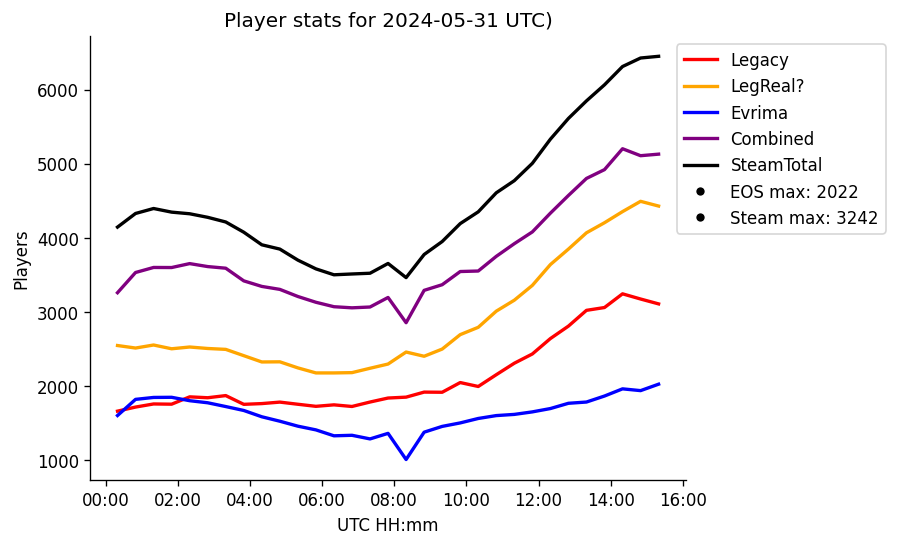 Player stats for 2024-05-31 UTC)
Players
6000
5000
4000
3000
2000
1000
00:00 02:00 04:00 06:00 08:00 10:00 12:00 14:00 16:00
UTC HH:mm
Legacy
LegReal?
Evrima
Combined
SteamTotal
EOS max: 2022
Steam max: 3242